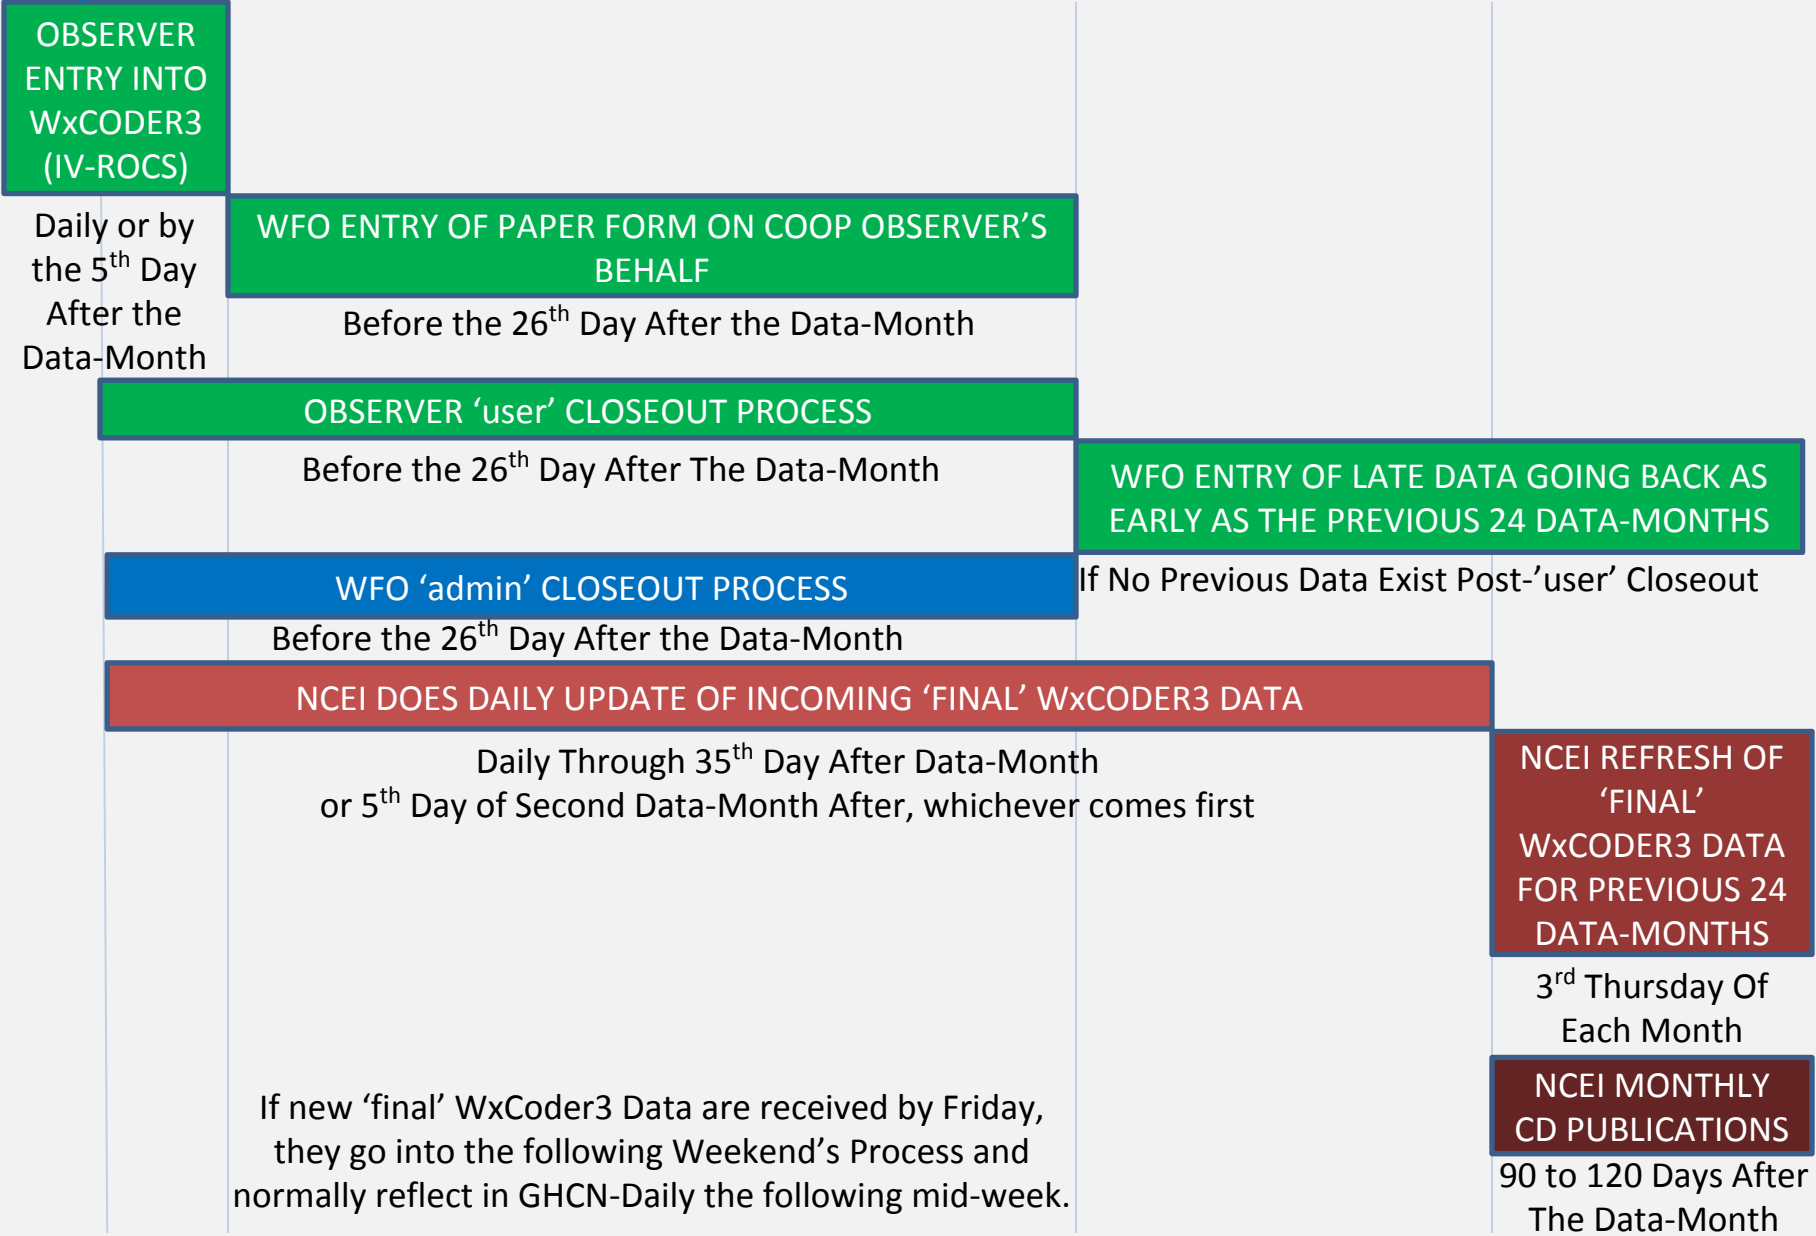 OBSERVER
ENTRY INTO
WxCODER3
(IV-ROCS)
Daily or by
the 5th Day
After the
Data-Month
WFO ENTRY OF PAPER FORM ON COOP OBSERVER’S
BEHALF
Before the 26th Day After the Data-Month
OBSERVER ‘user’ CLOSEOUT PROCESS
Before the 26th Day After The Data-Month
WFO ENTRY OF LATE DATA GOING BACK AS
EARLY AS THE PREVIOUS 24 DATA-MONTHS
If No Previous Data Exist Post-’user’ Closeout
WFO ‘admin’ CLOSEOUT PROCESS
Before the 26th Day After the Data-Month
NCEI DOES DAILY UPDATE OF INCOMING ‘FINAL’ WxCODER3 DATA
Daily Through 35th Day After Data-Month
or 5th Day of Second Data-Month After, whichever comes first
NCEI REFRESH OF
‘FINAL’
WxCODER3 DATA
FOR PREVIOUS 24
DATA-MONTHS
3rd Thursday Of
Each Month
NCEI MONTHLY
CD PUBLICATIONS
90 to 120 Days After
The Data-Month
If new ‘final’ WxCoder3 Data are received by Friday,
they go into the following Weekend’s Process and
normally reflect in GHCN-Daily the following mid-week.